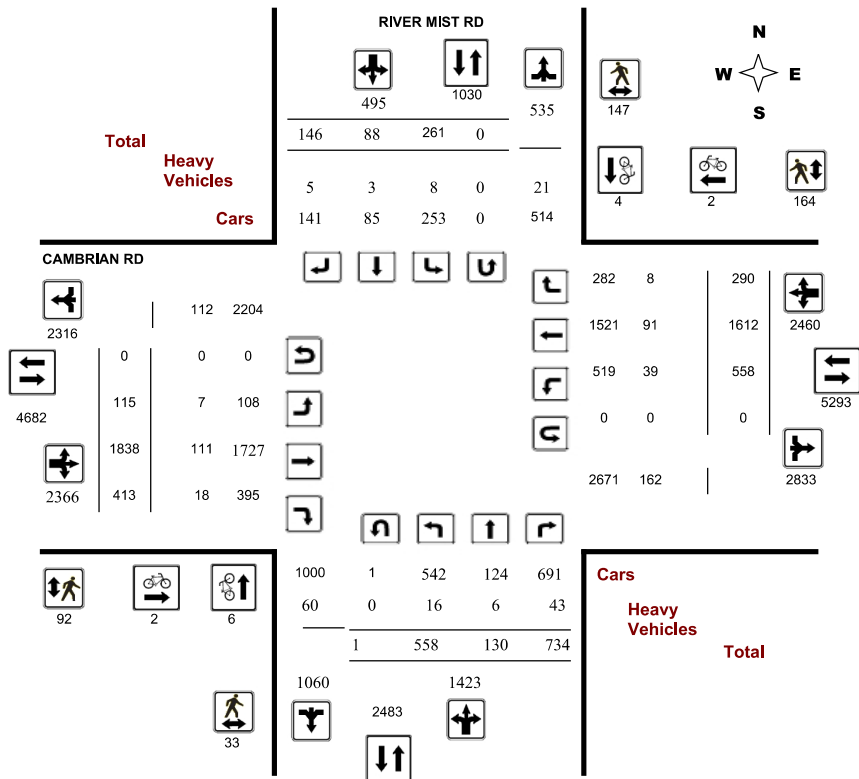 RIVER MIST RD
N
W E
S
495 1030 535 147
Total 146 88 261 0
Heavy
Vehicles
5 3 8 0 21
4 2 164
Cars 141 85 253 0 514
CAMBRIAN RD
282 8 290
112 2204
2316 2460
1521 91 1612
0 0 0
519 39 558
115 7 108
4682 5293
0 0 0
1838 111 1727
2366 2833
413 18 395
2671 162
1000 1 542 124 691 Cars
60 0 16 6 43 Heavy
Vehicles
92 2 6
1 558 130 734 Total
1060 1423
2483
33